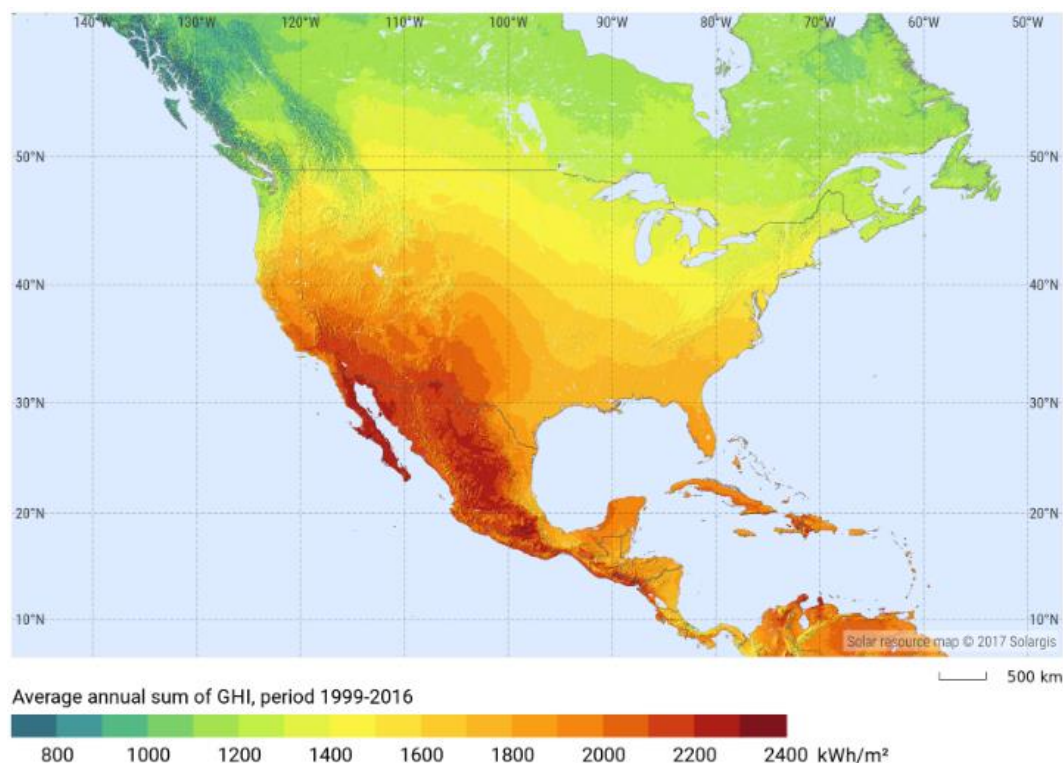 140°W 130°W 120°W 110°W 100°W 90°W 80°W 70°W 60°W 50°W
50°N 50°N
40°N 40°N
30°N 30°N
20°N 20°N
10°N 10°N
Solar resource map © 2017 Solargis
500 km
Average annual sum of GHI, period 1999-2016
800 1000 1200 1400 1600 1800 2000 2200 2400 kWh/m²